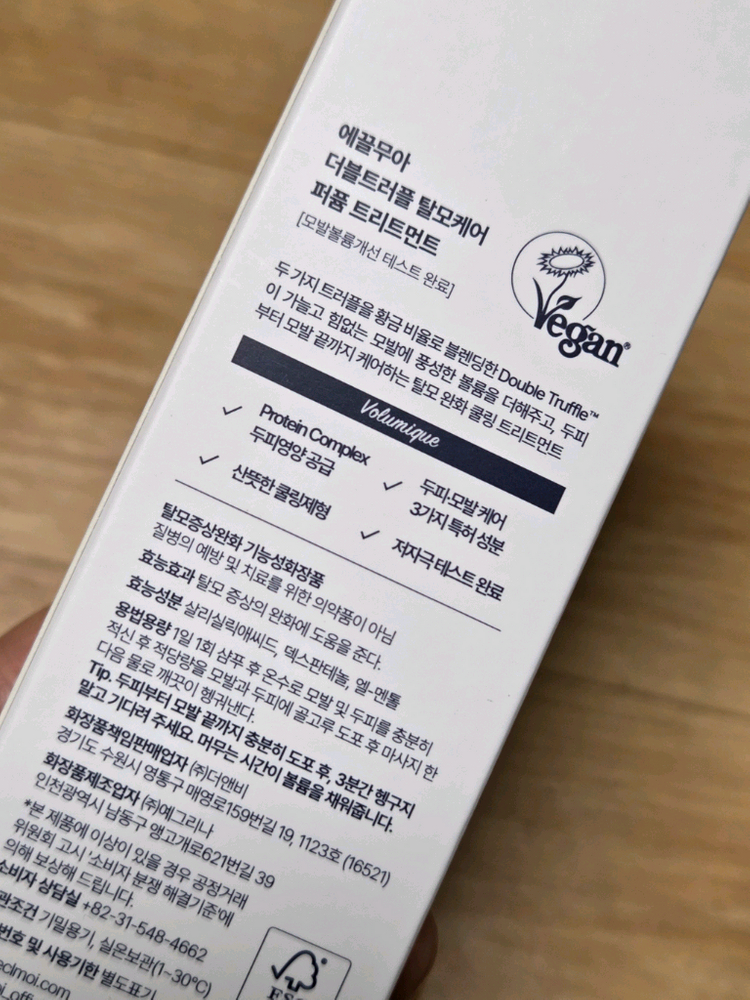 에끌무아
더블트러플 탈모케어
퍼퓸 트리트먼트
[모발볼륨개선 테스트 완료]
Vegan®
두 가지 트러플을 황금 비율로 블렌딩한 Double Truffle™
이 가늘고 힘없는 모발에 풍성한 볼륨을 더해주고, 두피
부터 모발 끝까지 케어하는 탈모 완화 쿨링 트리트먼트
Volumique
Protein Complex
두피영양 공급
두피·모발 케어
3가지 특허 성분
산뜻한 쿨링제형
저자극 테스트 완료
탈모증상완화 기능성화장품
질병의 예방 및 치료를 위한 의약품이 아님
효능효과 탈모 증상의 완화에 도움을 준다.
효능성분 살리실릭애씨드, 덱스판테놀, 엘-멘톨
용법용량 1일 1회 샴푸 후 온수로 모발 및 두피를 충분히
적신 후 적당량을 모발과 두피에 골고루 도포 후 마사지 한
다음 물로 깨끗이 헹궈낸다.
Tip. 두피부터 모발 끝까지 충분히 도포 후, 3분간 헹구지
말고 기다려 주세요. 머무는 시간이 볼륨을 채워줍니다.
화장품책임판매업자 (주)더앤비
경기도 수원시 영통구 매영로159번길 19, 1123호 (16521)
화장품제조업자 (주)에그리나
인천광역시 남동구 앵고개로621번길 39
*본 제품에 이상이 있을 경우 공정거래
위원회 고시 '소비자 분쟁 해결기준'에
의해 보상해 드립니다.
소비자 상담실 +82-31-548-4662
관조건 기밀용기, 실온보관(1~30℃)
번호 및 사용기한 별도표기
eclmoi.com
oi_offi
FSC